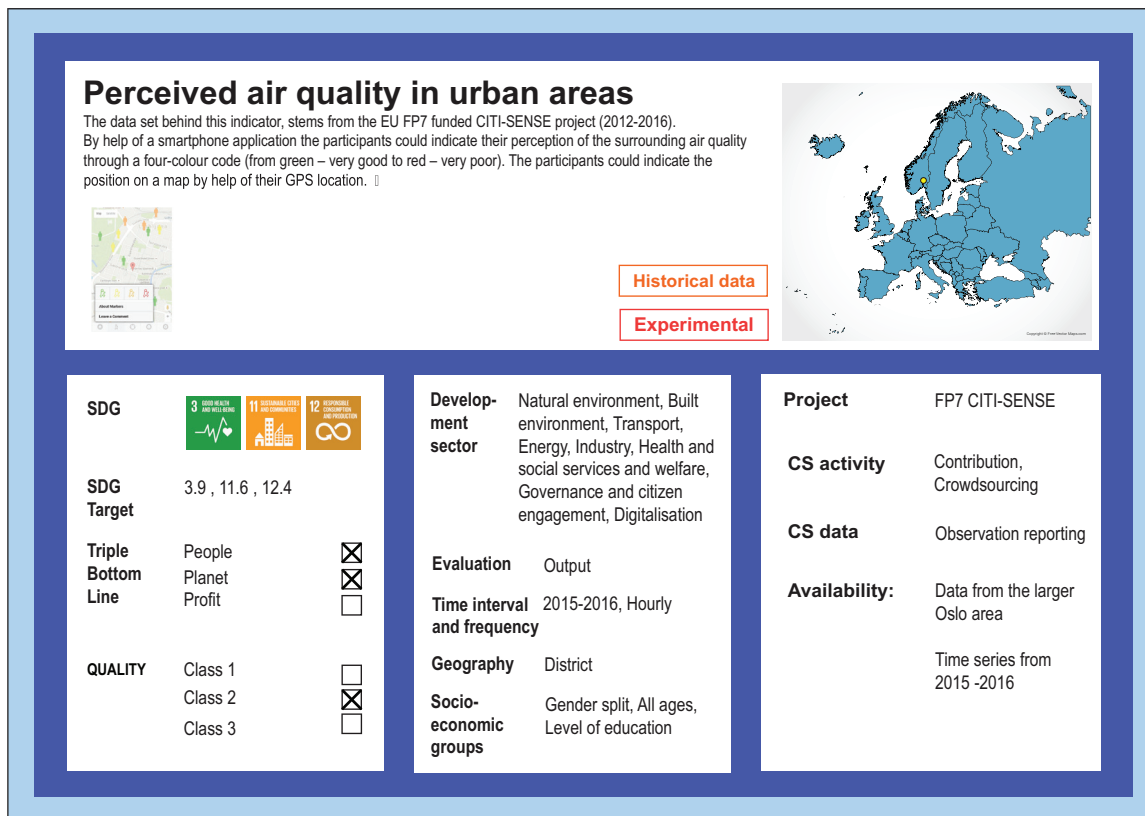 Perceived air quality in urban areas
The data set behind this indicator, stems from the EU FP7 funded CITI-SENSE project (2012-2016).
By help of a smartphone application the participants could indicate their perception of the surrounding air quality
through a four-colour code (from green – very good to red – very poor). The participants could indicate the
position on a map by help of their GPS location.
About Markers
Leave a Comment
Historical data
Experimental
Copyright © Free Vector Maps.com
SDG
3 GOOD HEALTH
AND WELL-BEING
11 SUSTAINABLE CITIES
AND COMMUNITIES
12 RESPONSIBLE
CONSUMPTION
AND PRODUCTION
SDG
Target
3.9 , 11.6 , 12.4
Triple
Bottom
Line
People
Planet
Profit
QUALITY
Class 1
Class 2
Class 3
Develop-
ment
sector
Natural environment, Built
environment, Transport,
Energy, Industry, Health and
social services and welfare,
Governance and citizen
engagement, Digitalisation
Evaluation
Output
Time interval
and frequency
2015-2016, Hourly
Geography
District
Socio-
economic
groups
Gender split, All ages,
Level of education
Project
FP7 CITI-SENSE
CS activity
Contribution,
Crowdsourcing
CS data
Observation reporting
Availability:
Data from the larger
Oslo area
Time series from
2015 -2016